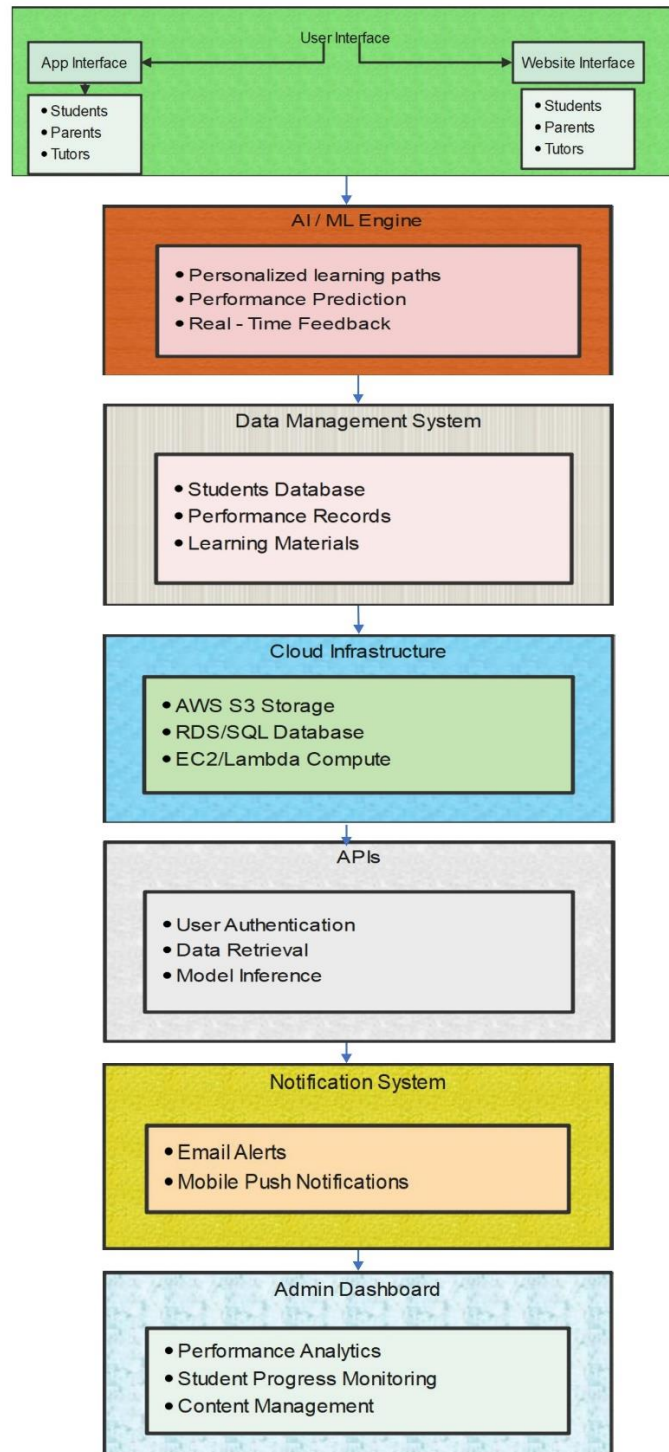 User Interface
App Interface
Website Interface
• Students
• Parents
• Tutors
• Students
• Parents
• Tutors
AI / ML Engine
• Personalized learning paths
• Performance Prediction
• Real - Time Feedback
Data Management System
• Students Database
• Performance Records
• Learning Materials
Cloud Infrastructure
• AWS S3 Storage
• RDS/SQL Database
• EC2/Lambda Compute
APIs
• User Authentication
• Data Retrieval
• Model Inference
Notification System
• Email Alerts
• Mobile Push Notifications
Admin Dashboard
• Performance Analytics
• Student Progress Monitoring
• Content Management